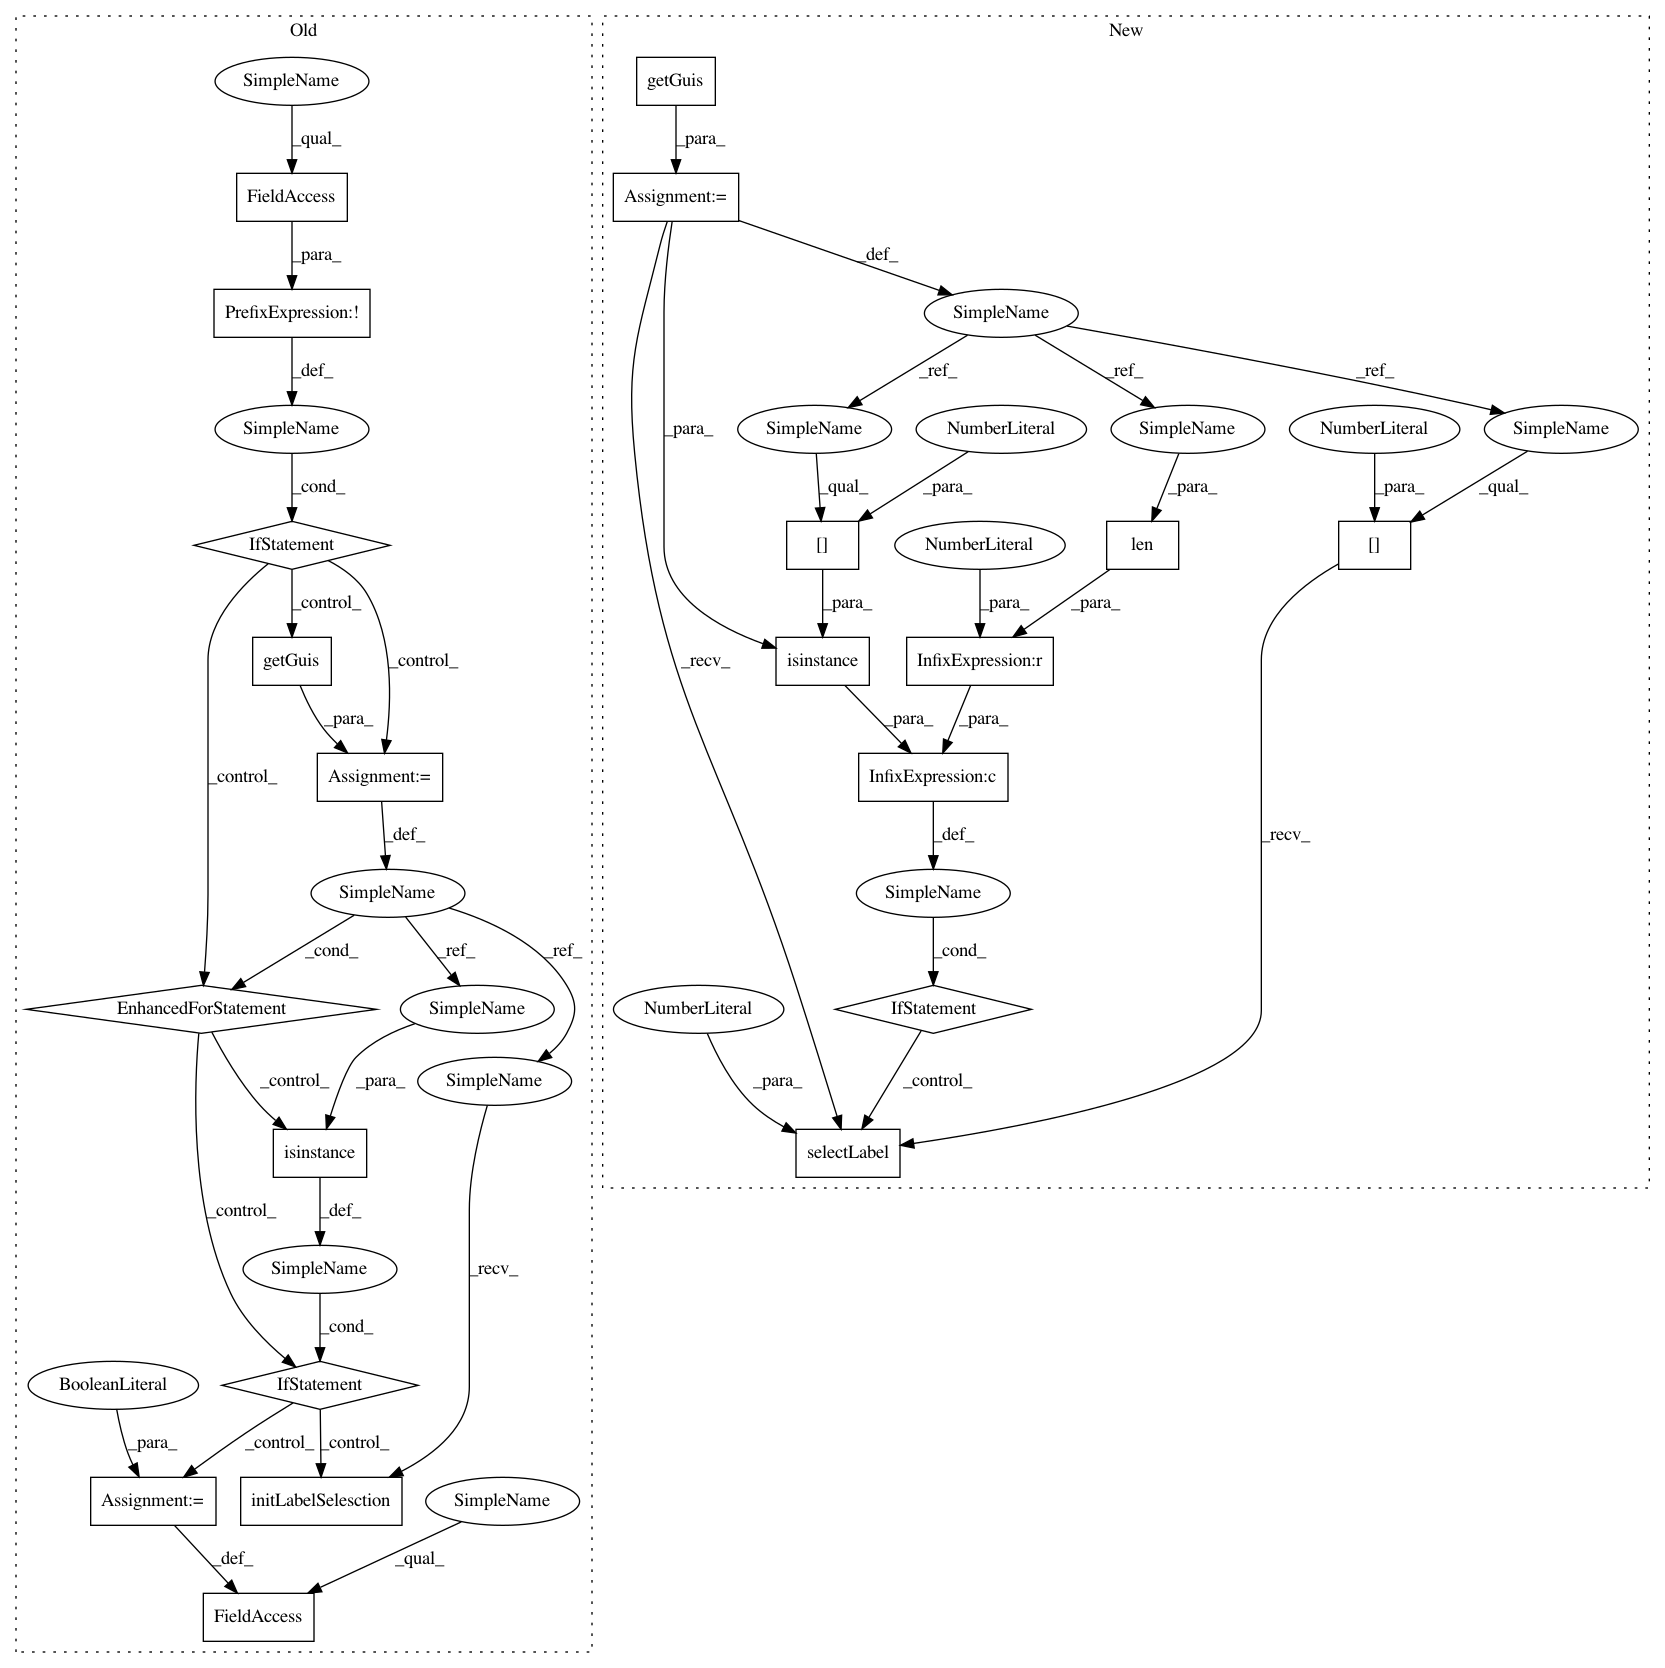 Old
New
SimpleName
getGuis
_qual_
_para_
FieldAccess
Assignment:=
_para_
_def_
PrefixExpression:!
SimpleName
_def_
_ref_
_ref_
_ref_
SimpleName
SimpleName
NumberLiteral
SimpleName
NumberLiteral
SimpleName
_para_
_cond_
_qual_
_para_
_para_
_para_
_qual_
IfStatement
[]
NumberLiteral
len
[]
_control_
_para_
_para_
_para_
getGuis
_control_
_recv_
isinstance
InfixExpression:r
_para_
_para_
_para_
_control_
Assignment:=
InfixExpression:c
_def_
_def_
_recv_
SimpleName
SimpleName
_cond_
_ref_
_ref_
_cond_
EnhancedForStatement
SimpleName
NumberLiteral
IfStatement
SimpleName
_control_
_para_
_para_
_control_
isinstance
selectLabel
_control_
_def_
SimpleName
_recv_
_cond_
BooleanLiteral
IfStatement
_para_
_control_
_control_
Assignment:=
initLabelSelesction
SimpleName
_def_
_qual_
FieldAccess